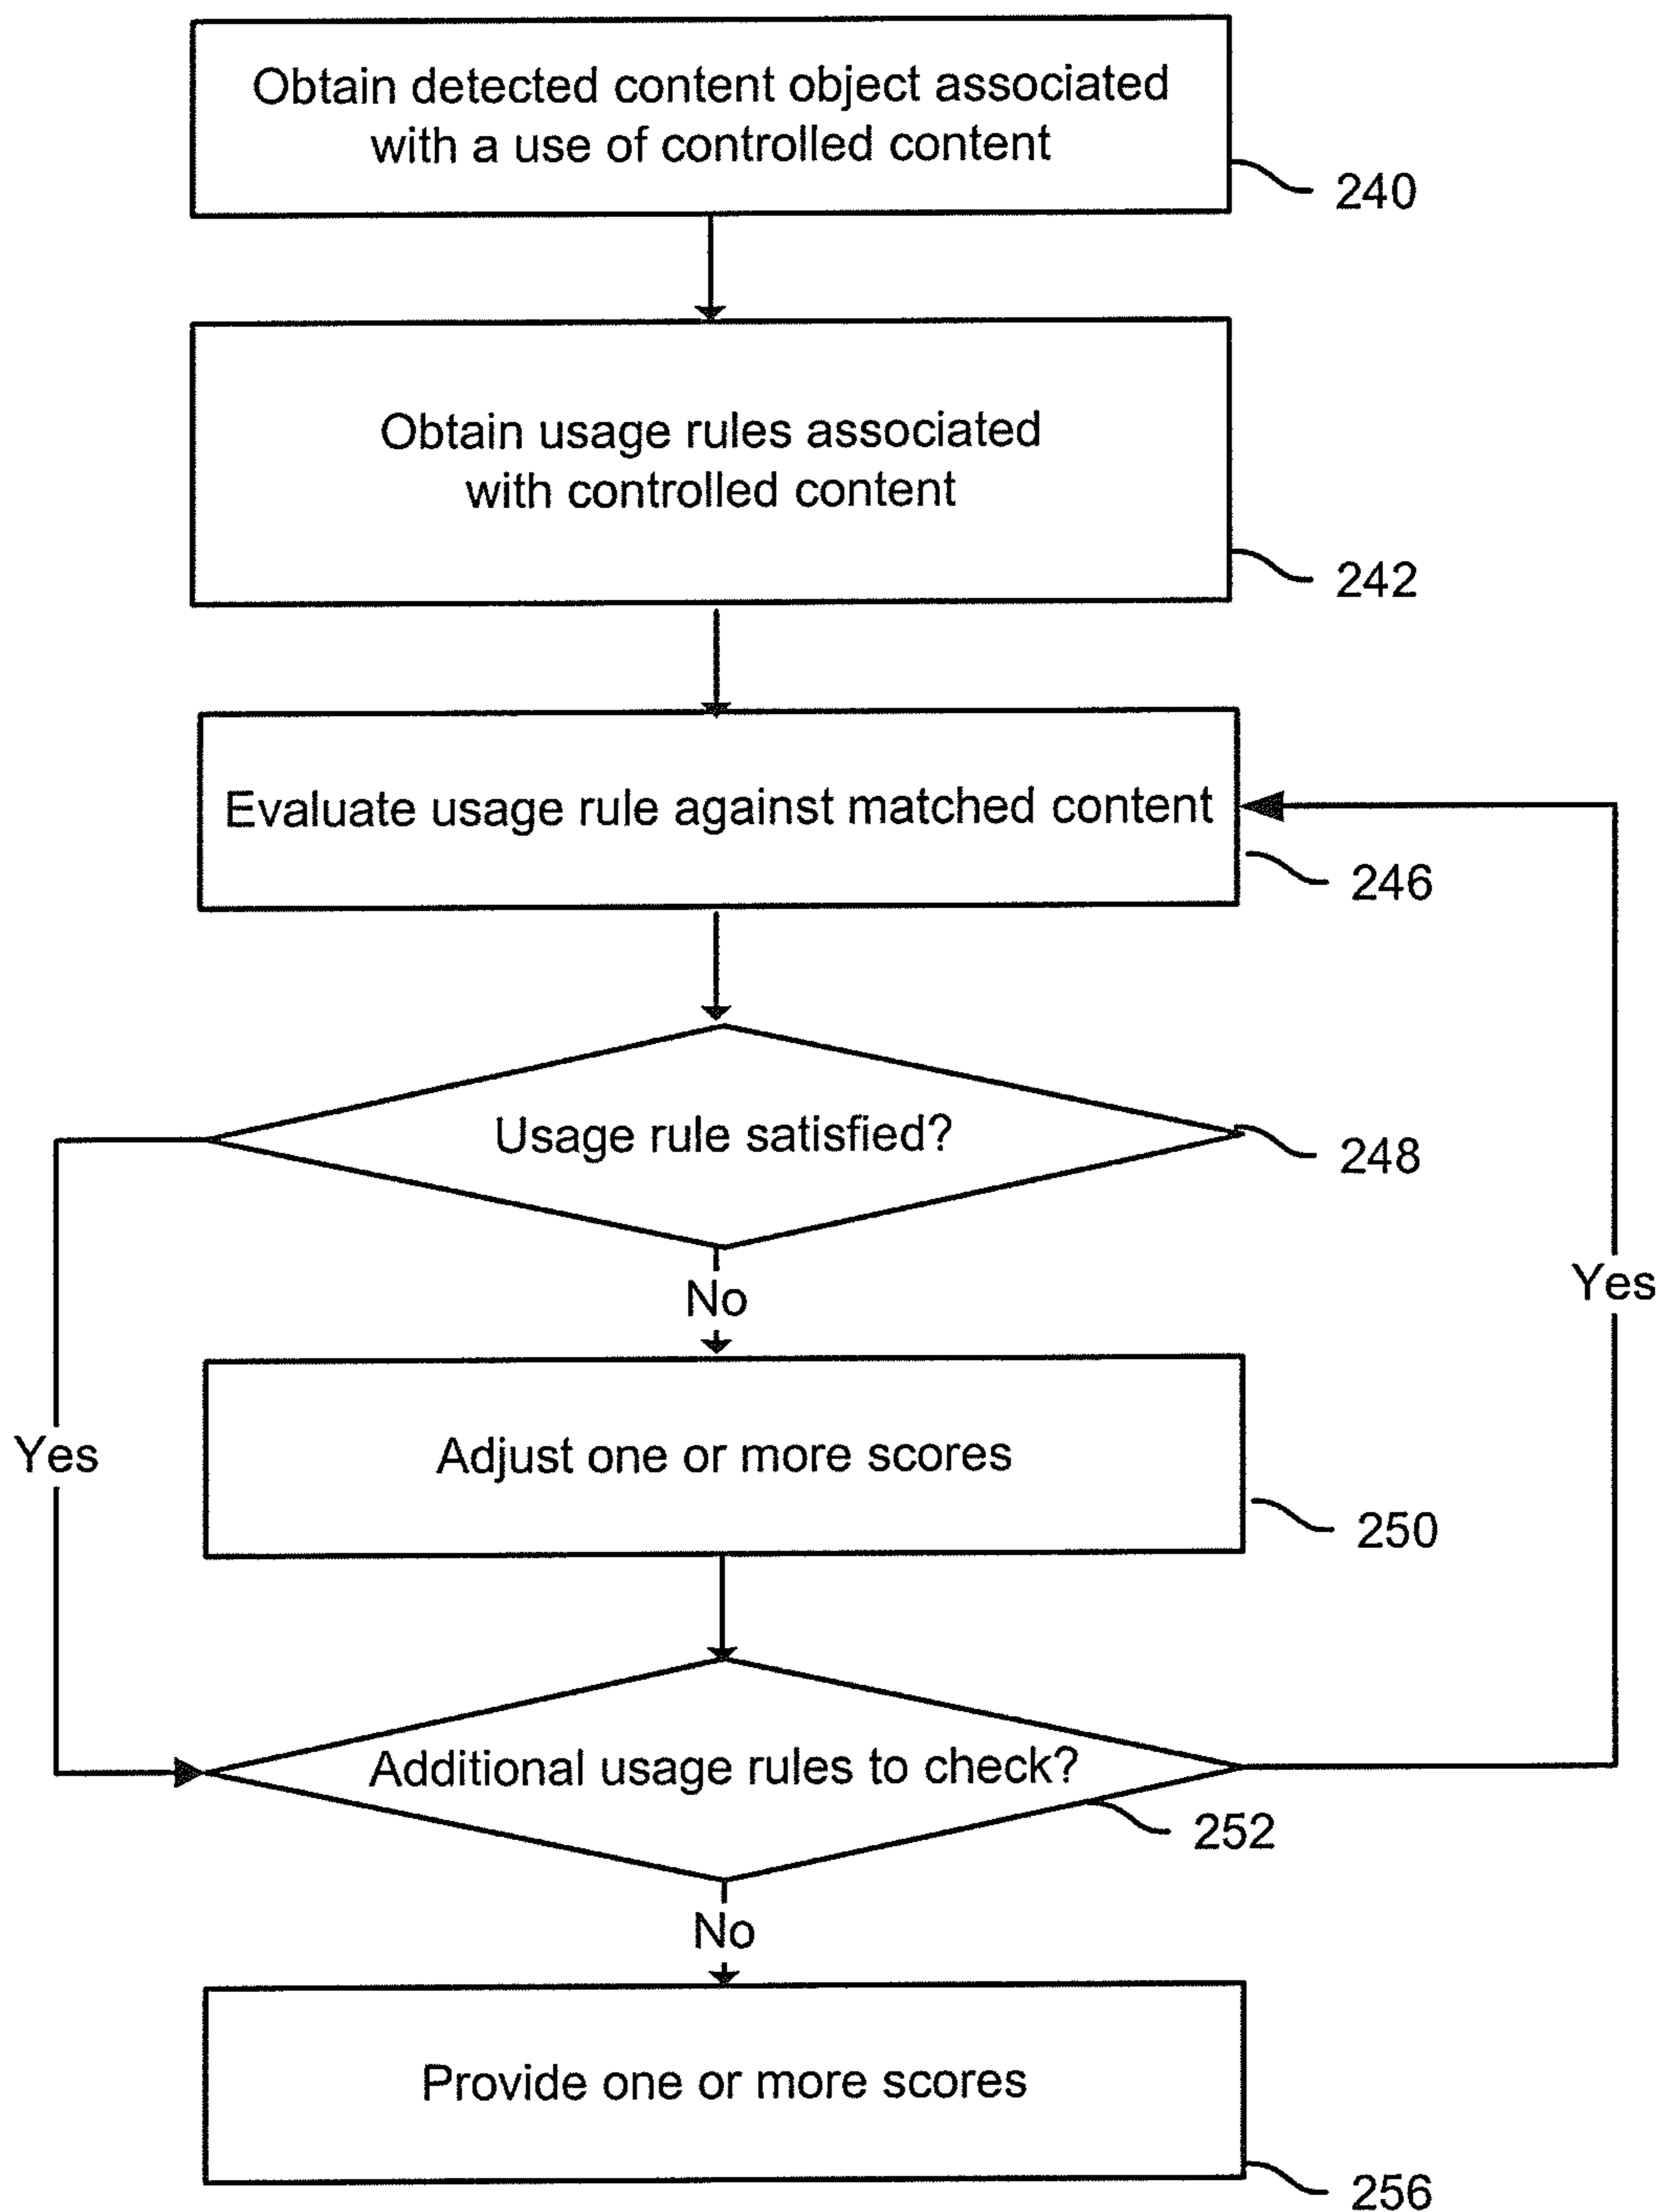 Obtain detected content object associated
with a use of controlled content
240
Obtain usage rules associated
with controlled content
242
Evaluate usage rule against matched content
246
Usage rule satisfied?
248
No
Yes
Yes
Adjust one or more scores
250
Additional usage rules to check?
252
No
Provide one or more scores
256